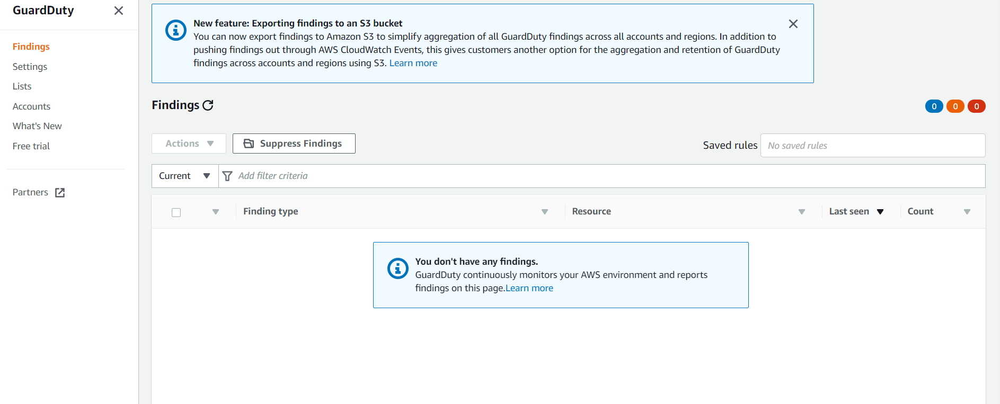 GuardDuty
Findings
Settings
Lists
Accounts
What's New
Free trial
Partners
New feature: Exporting findings to an S3 bucket
You can now export findings to Amazon S3 to simplify aggregation of all GuardDuty findings across all accounts and regions. In addition to
pushing findings out through AWS CloudWatch Events, this gives customers another option for the aggregation and retention of GuardDuty
findings across accounts and regions using S3. Learn more
Findings
0 0 0
Actions
Suppress Findings
Saved rules No saved rules
Current Add filter criteria
Finding type Resource Last seen Count
You don't have any findings.
GuardDuty continuously monitors your AWS environment and reports
findings on this page.Learn more